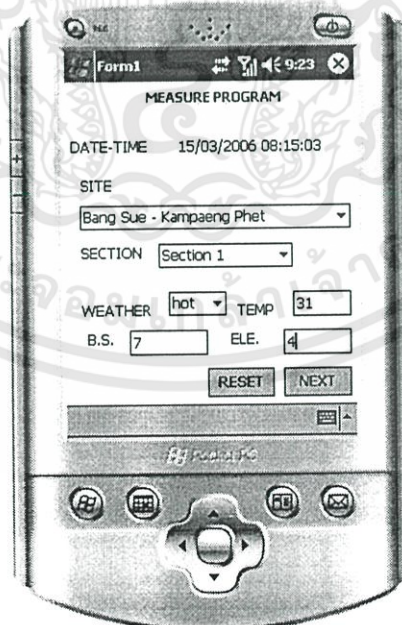 Form1 9:23
MEASURE PROGRAM
DATE-TIME 15/03/2006 08:15:03
SITE
Bang Sue - Kampaeng Phet
SECTION Section 1
WEATHER hot TEMP 31
B.S. 7 ELE. 4
RESET NEXT
Pocket PC